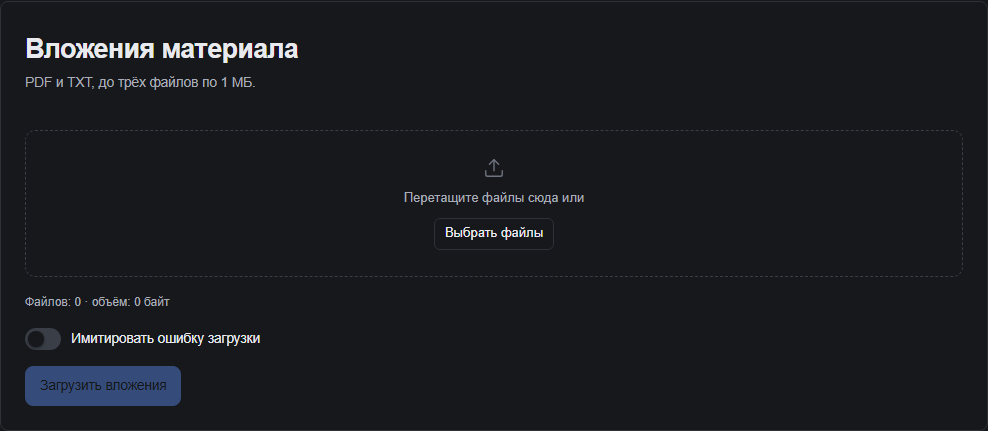 Вложения материала
PDF и TXT, до трёх файлов по 1 МБ.
Перетащите файлы сюда или
Выбрать файлы
Файлов: 0 · объём: 0 байт
Имитировать ошибку загрузки
Загрузить вложения